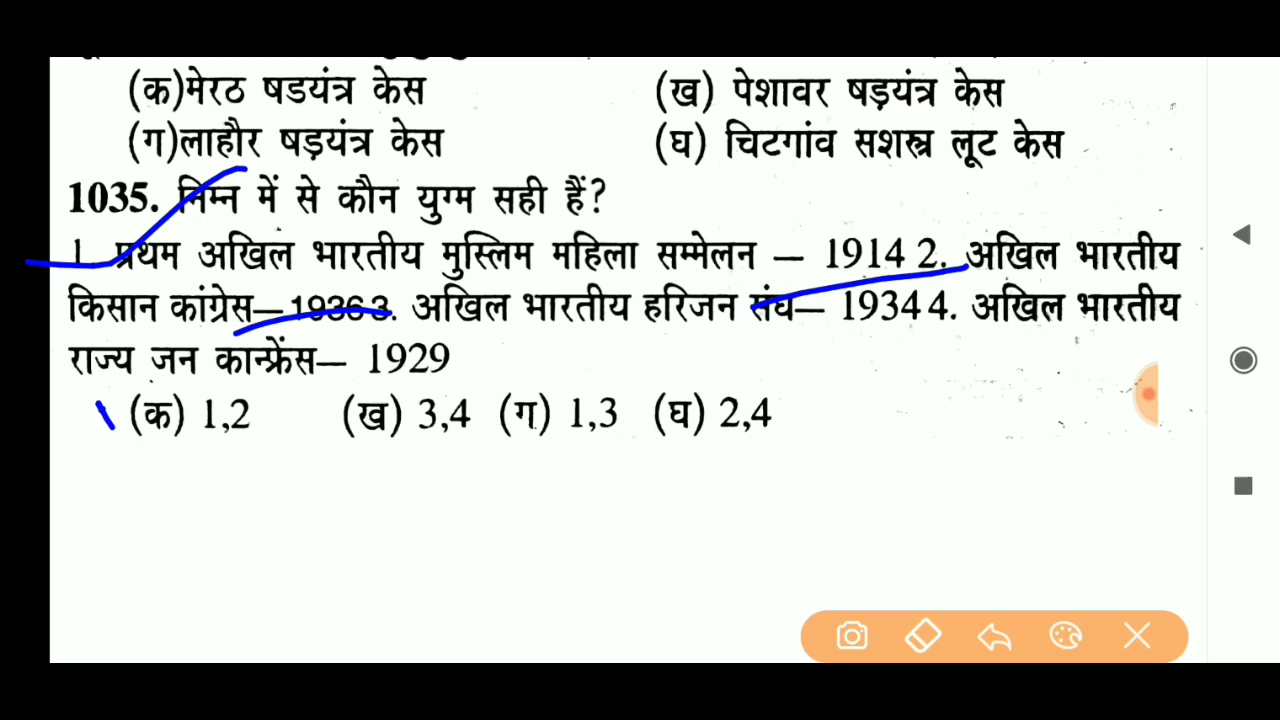 (क)मेरठ षडयंत्र केस (ख) पेशावर षड़यंत्र केस
(ग)लाहौर षड़यंत्र केस (घ) चिटगांव सशस्त्र लूट केस
1035. निम्न में से कौन युग्म सही हैं?
1. प्रथम अखिल भारतीय मुस्लिम महिला सम्मेलन – 1914 2. अखिल भारतीय
किसान कांग्रेस– 1936 3. अखिल भारतीय हरिजन संघ– 1934 4. अखिल भारतीय
राज्य जन कान्फ्रेंस– 1929
(क) 1,2 (ख) 3,4 (ग) 1,3 (घ) 2,4